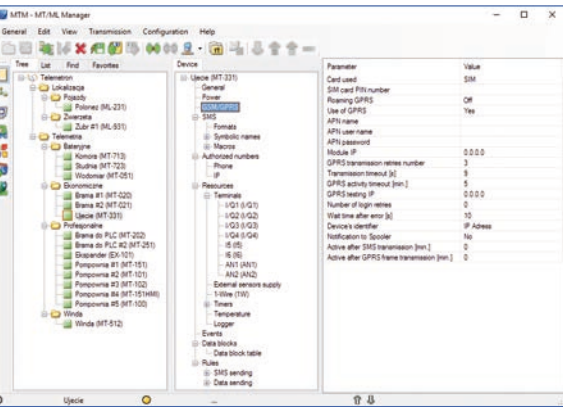 MTM - MT/ML Manager
General Edit View Transmission Configuration Help
Tree List Find Favorites
Telemetron
Lokalizacja
Pojazdy
Polonez (ML-231)
Zwierzeta
Żubr #1 (ML-931)
Telemetria
Bateryjne
Komora (MT-713)
Studnia (MT-723)
Wodomiar (MT-051)
Ekonomiczne
Brama #1 (MT-020)
Brama #2 (MT-021)
Ujecie (MT-331)
Profesjonalne
Brama do PLC (MT-202)
Brama do PLC #2 (MT-251)
Ekspander (EX-101)
Pompownia #1 (MT-151)
Pompownia #2 (MT-101)
Pompownia #3 (MT-102)
Pompownia #4 (MT-151HMI)
Pompownia #5 (MT-100)
Winda
Winda (MT-512)
Device
Ujecie (MT-331)
General
Power
GSM/GPRS
SMS
Formats
Symbolic names
Macros
Authorized numbers
Phone
IP
Resources
Terminals
I/Q1 (I/Q1)
I/Q2 (I/Q2)
I/Q3 (I/Q3)
I/Q4 (I/Q4)
I5 (I5)
I6 (I6)
AN1 (AN1)
AN2 (AN2)
External sensors supply
1-Wire (1W)
Timers
Temperature
Logger
Events
Data blocks
Data block table
Rules
SMS sending
Data sending
Parameter Value
Card used SIM
SIM card PIN number
Roaming GPRS Off
Use of GPRS Yes
APN name
APN user name
APN password
Module IP 0.0.0.0
GPRS transmission retries number 3
Transmission timeout [s] 9
GPRS activity timeout [min.] 5
GPRS testing IP 0.0.0.0
Number of login retries 0
Wait time after error [s] 10
Device's identifier IP Adress
Notification to Spooler No
Active after SMS transmission [min.] 0
Active after GPRS frame transmission [min.] 0
Ujecie